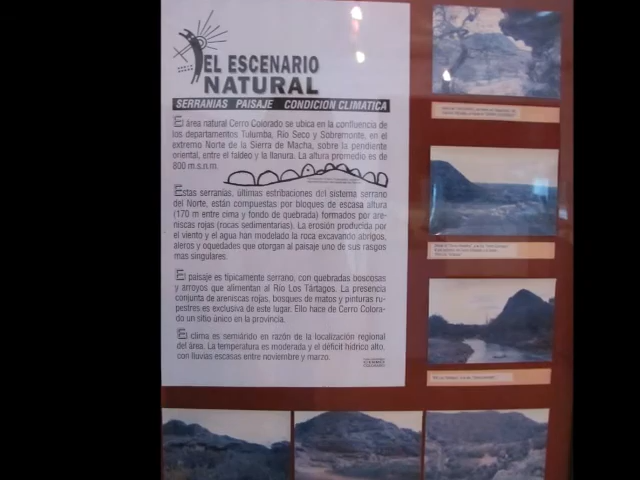 EL ESCENARIO
NATURAL
SERRANIAS PAISAJE CONDICION CLIMATICA
El área natural Cerro Colorado se ubica en la confluencia de
los departamentos Tulumba, Río Seco y Sobremonte, en el
extremo Norte de la Sierra de Macha, sobre la pendiente
oriental, entre el faldeo y la llanura. La altura promedio es de
800 m.s.n.m.
Estas serranías, últimas estribaciones del sistema serrano
del Norte, están compuestas por bloques de escasa altura
(170 m entre cima y fondo de quebrada) formados por are-
niscas rojas (rocas sedimentarias). La erosión producida por
el viento y el agua han modelado la roca excavando abrigos,
aleros y oquedades que otorgan al paisaje uno de sus rasgos
mas singulares.
El paisaje es típicamente serrano, con quebradas boscosas
y arroyos que alimentan al Río Los Tártagos. La presencia
conjunta de areniscas rojas, bosques de matos y pinturas ru-
pestres es exclusiva de este lugar. Ello hace de Cerro Colora-
do un sitio único en la provincia.
El clima es semiárido en razón de la localización regional
del área. La temperatura es moderada y el déficit hídrico alto,
con lluvias escasas entre noviembre y marzo.